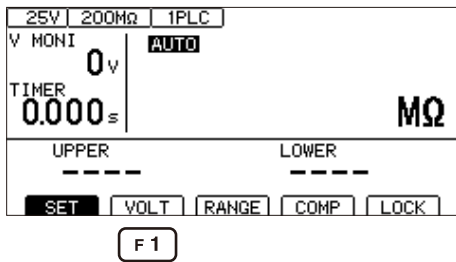 25V 200MΩ 1PLC
V MONI AUTO
0V
TIMER
0.000s MΩ
UPPER LOWER
---- ----
SET VOLT RANGE COMP LOCK
F1